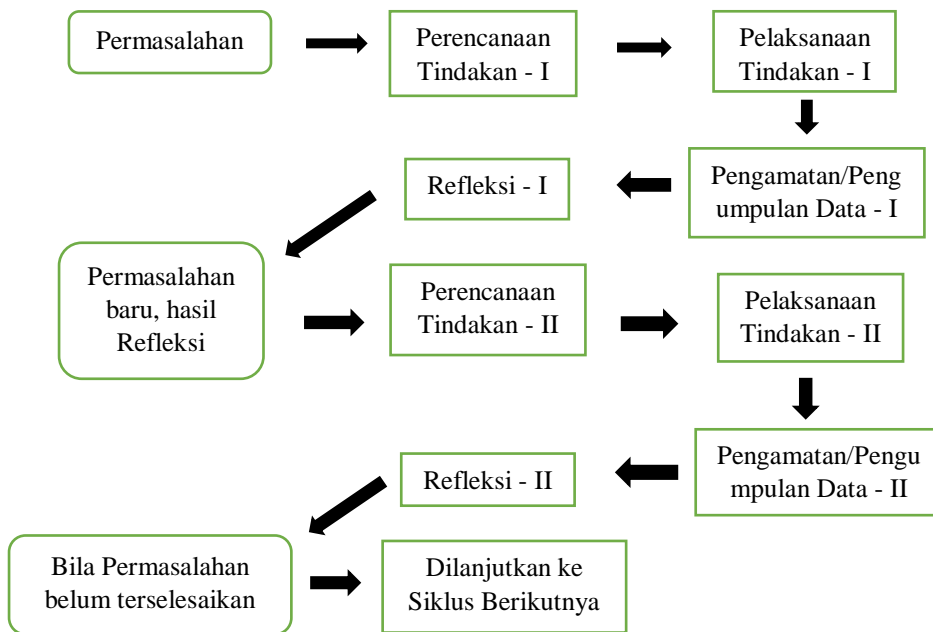 Permasalahan
Perencanaan
Tindakan - I
Pelaksanaan
Tindakan - I
Pengamatan/Peng
umpulan Data - I
Refleksi - I
Permasalahan
baru, hasil
Refleksi
Perencanaan
Tindakan - II
Pelaksanaan
Tindakan - II
Pengamatan/Pengu
mpulan Data - II
Refleksi - II
Bila Permasalahan
belum terselesaikan
Dilanjutkan ke
Siklus Berikutnya